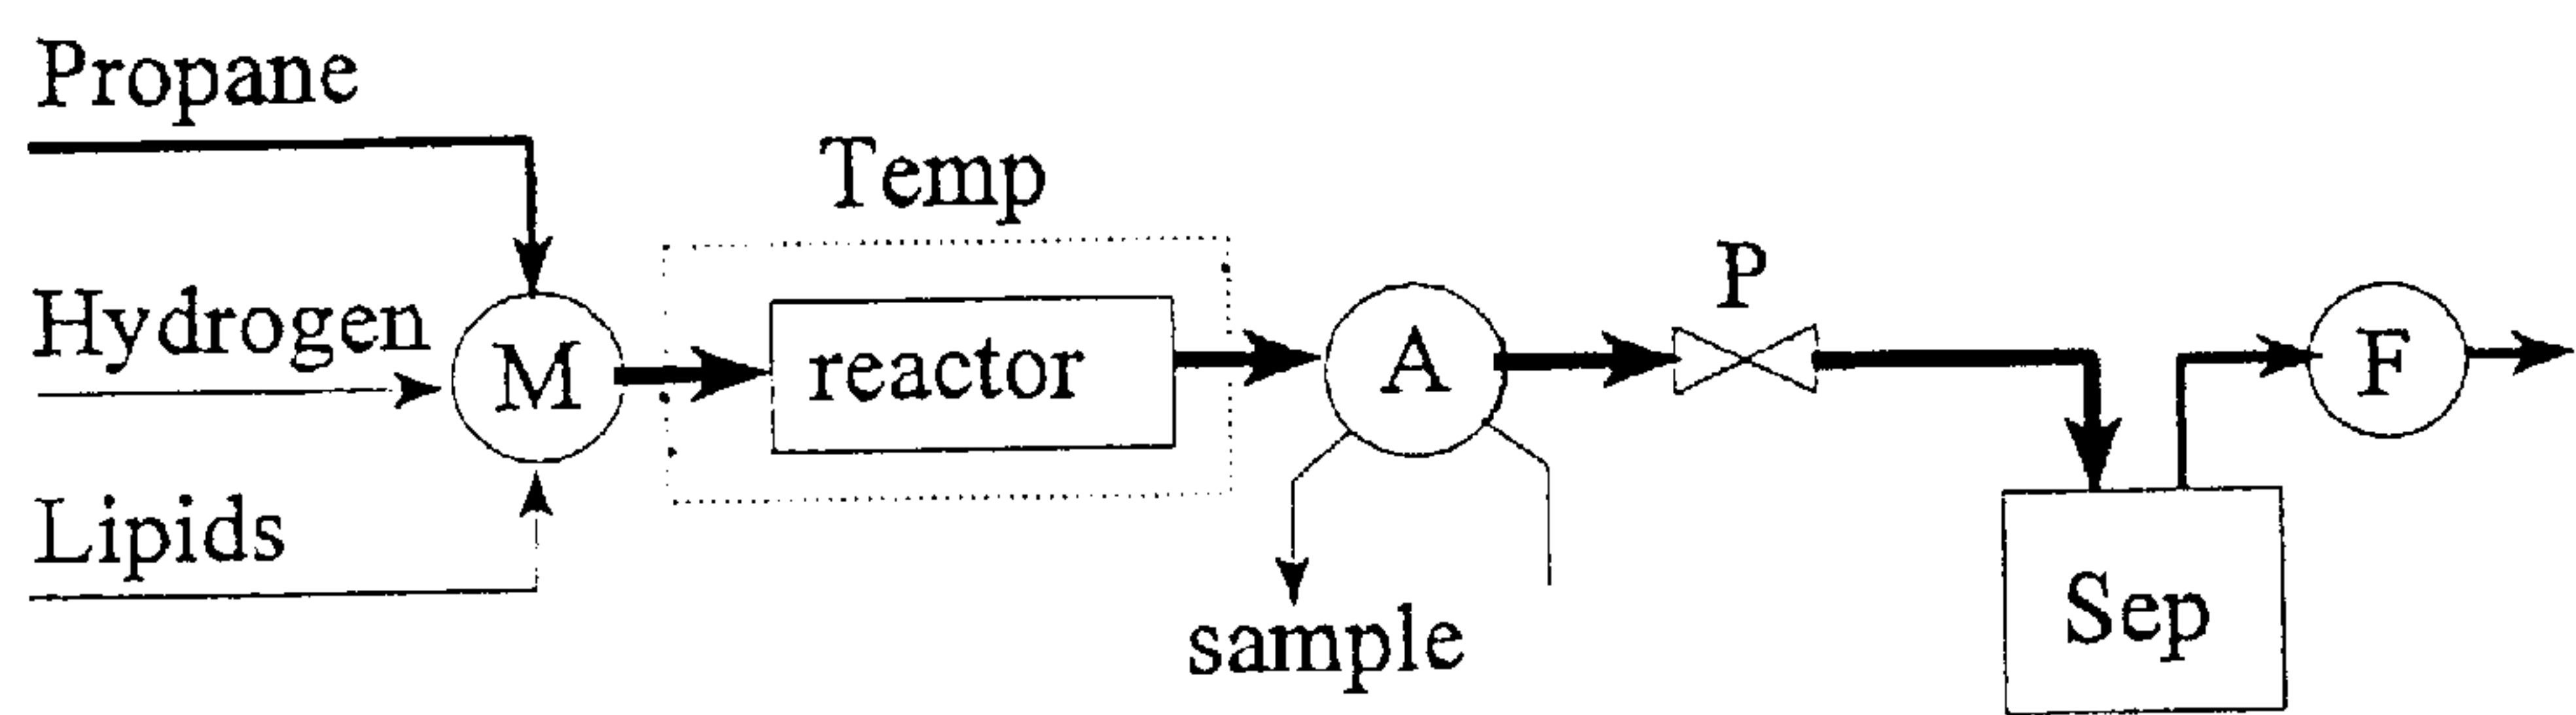 Propane
Temp
Hydrogen
M
reactor
A
P
F
Lipids
sample
Sep